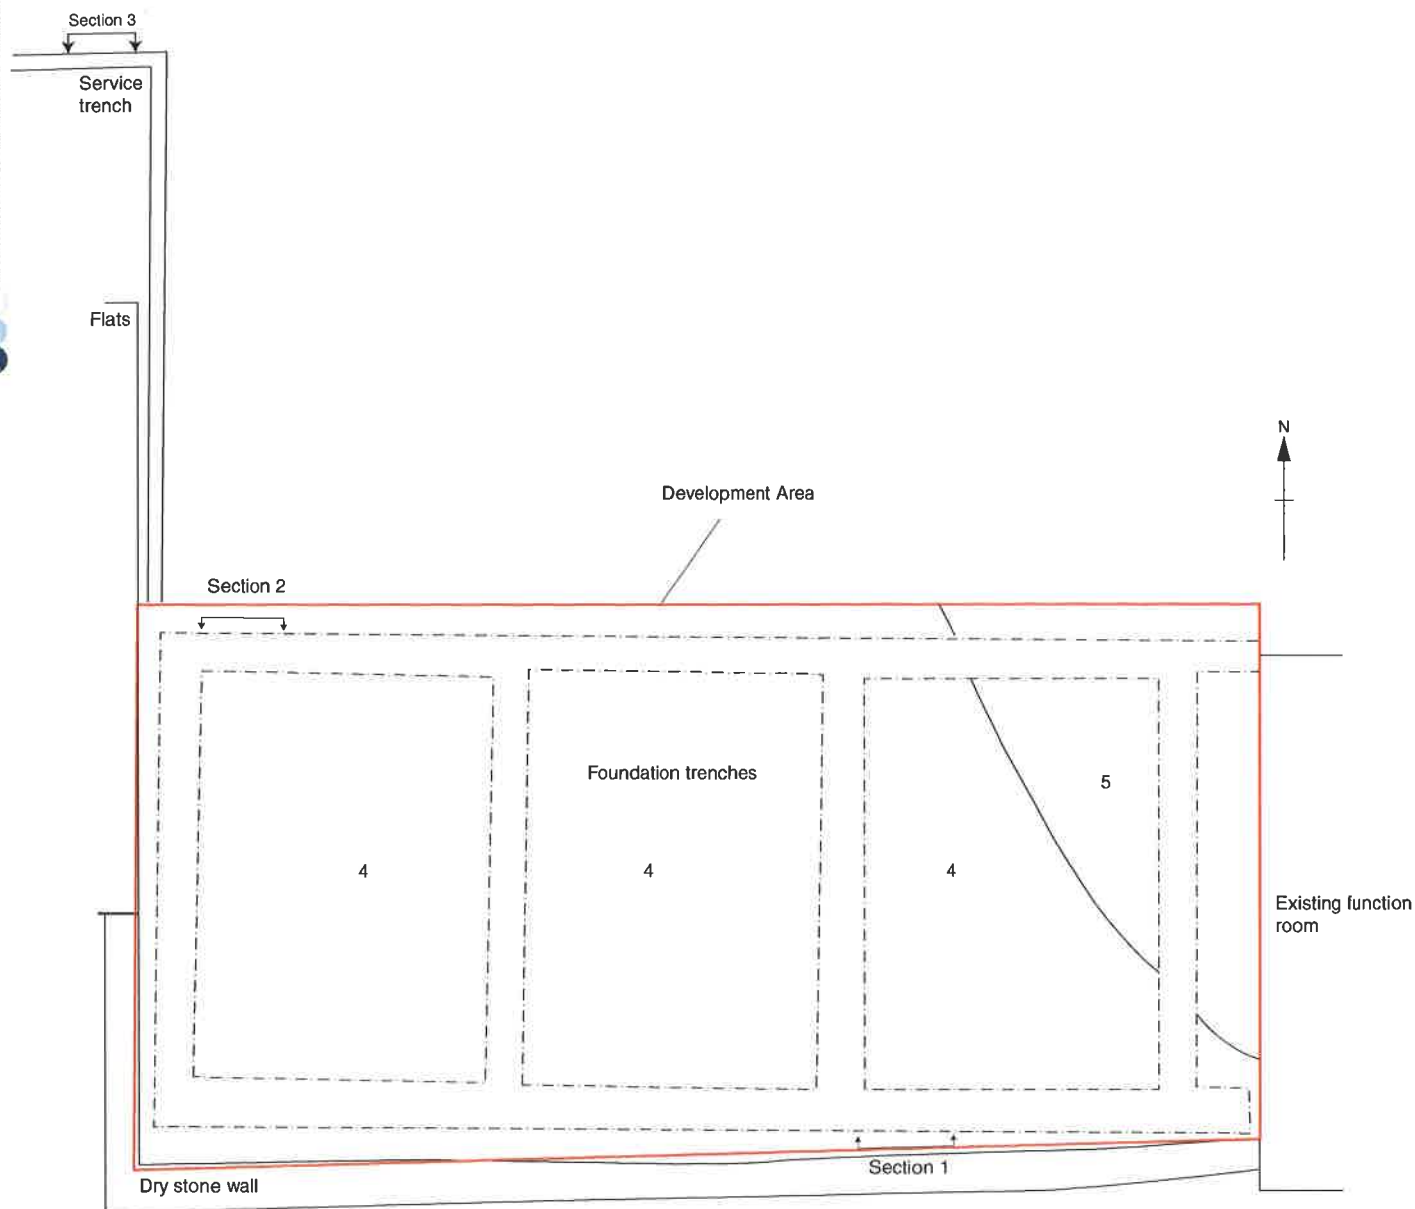 Section 3
Service
trench
Flats
N
Development Area
Section 2
Foundation trenches
5
4
4
4
Existing function
room
Section 1
Dry stone wall